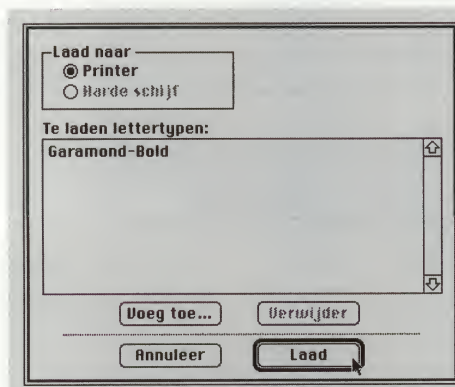 Laad naar
Printer
Harde schijf
Te laden lettertypen:
Garamond-Bold
Voeg toe... Verwijder
Annuleer Laad